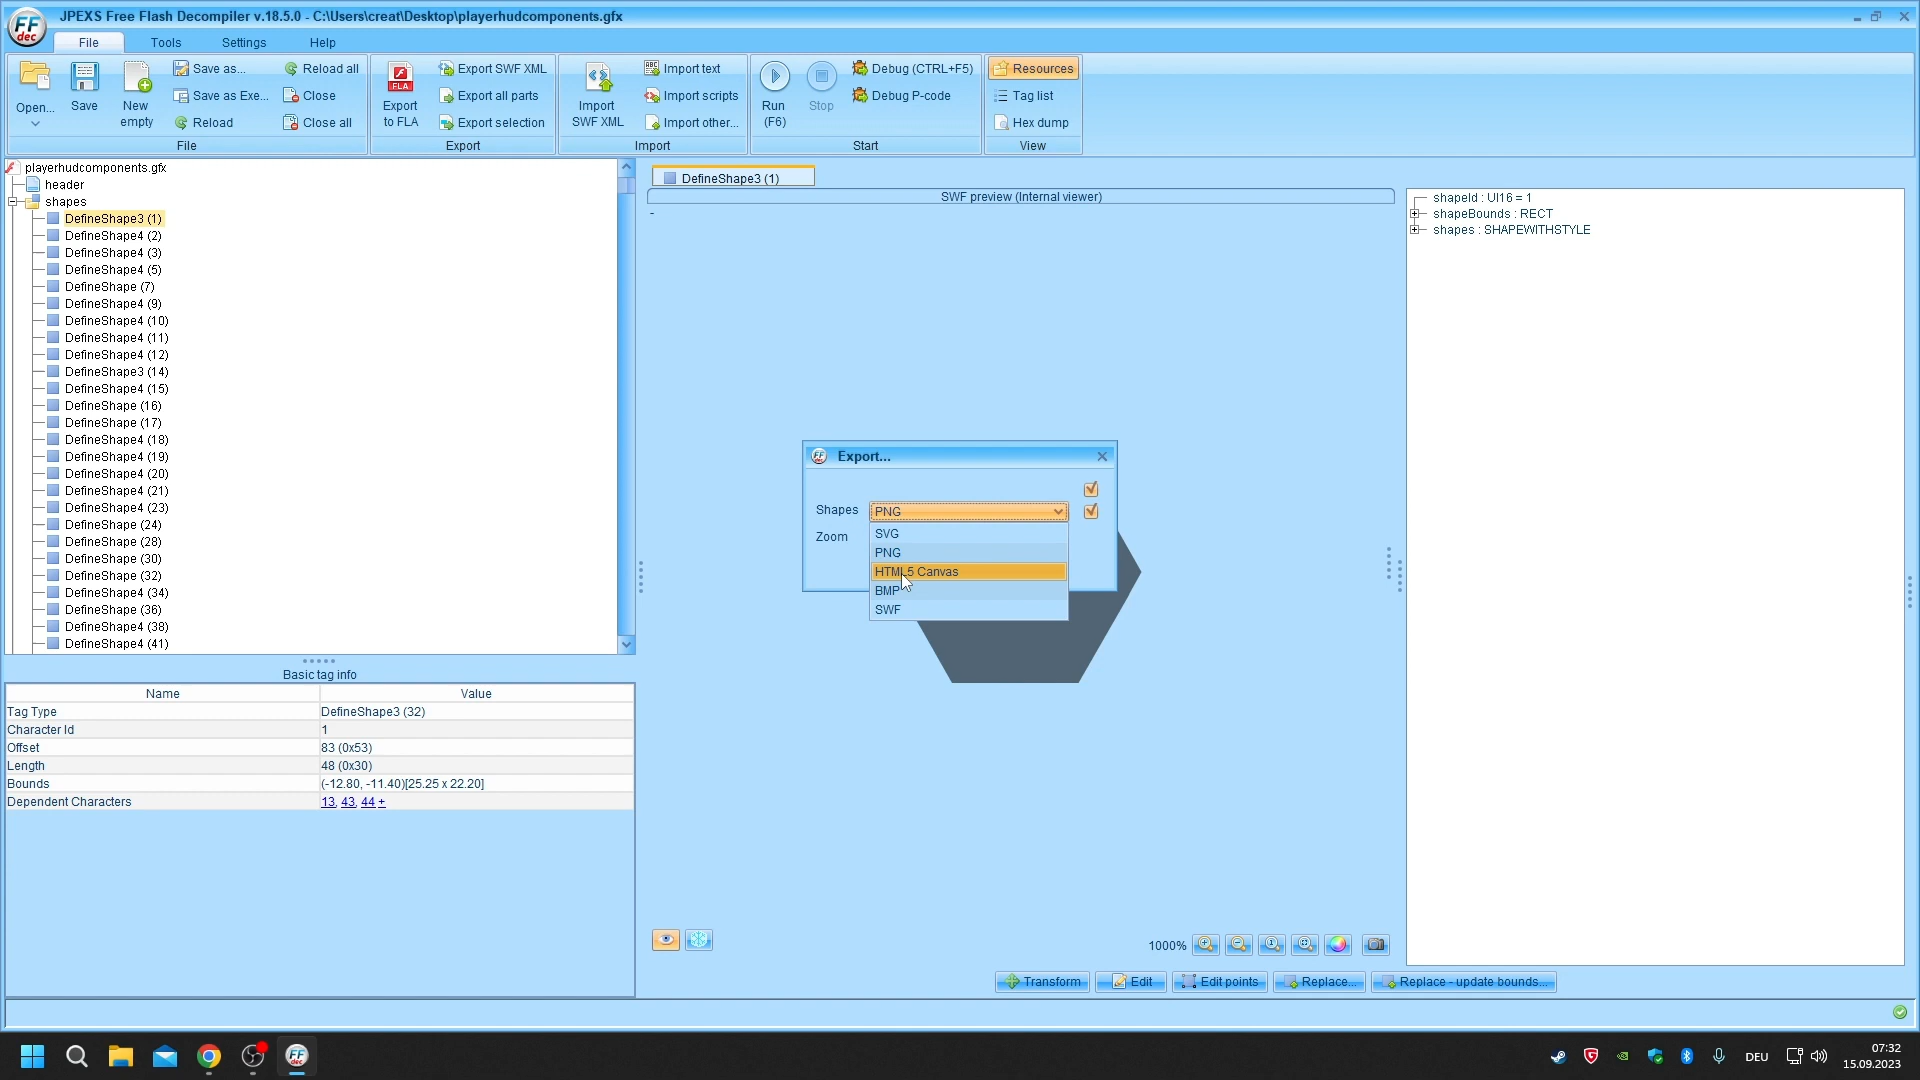 FF dec
JPEXS Free Flash Decompiler v.18.5.0 - C:\Users\creat\Desktop\playerhudcomponents.gfx
File
Tools
Settings
Help
Open...
Save
New empty
Save as...
Save as Exe...
Reload
Reload all
Close
Close all
File
FLA
Export to FLA
Export SWF XML
Export all parts
Export selection
Export
Import SWF XML
Import text
Import scripts
Import other...
Import
Run (F6)
Stop
Debug (CTRL+F5)
Debug P-code
Start
Resources
Tag list
Hex dump
View
playerhudcomponents.gfx
header
shapes
DefineShape3 (1)
DefineShape4 (2)
DefineShape4 (3)
DefineShape4 (5)
DefineShape (7)
DefineShape4 (9)
DefineShape4 (10)
DefineShape4 (11)
DefineShape4 (12)
DefineShape3 (14)
DefineShape4 (15)
DefineShape (16)
DefineShape (17)
DefineShape4 (18)
DefineShape4 (19)
DefineShape4 (20)
DefineShape4 (21)
DefineShape4 (23)
DefineShape (24)
DefineShape (28)
DefineShape (30)
DefineShape (32)
DefineShape4 (34)
DefineShape (36)
DefineShape4 (38)
DefineShape4 (41)
Basic tag info
Name Value
Tag Type DefineShape3 (32)
Character Id 1
Offset 83 (0x53)
Length 48 (0x30)
Bounds (-12.80, -11.40)[25.25 x 22.20]
Dependent Characters 13, 43, 44 +
DefineShape3 (1)
SWF preview (Internal viewer)
-
Export...
Shapes PNG
Zoom
SVG
PNG
HTML5 Canvas
BMP
SWF
1000%
Transform
Edit
Edit points
Replace...
Replace - update bounds...
shapeId : UI16 = 1
shapeBounds : RECT
shapes : SHAPEWITHSTYLE
DEU
07:32
15.09.2023